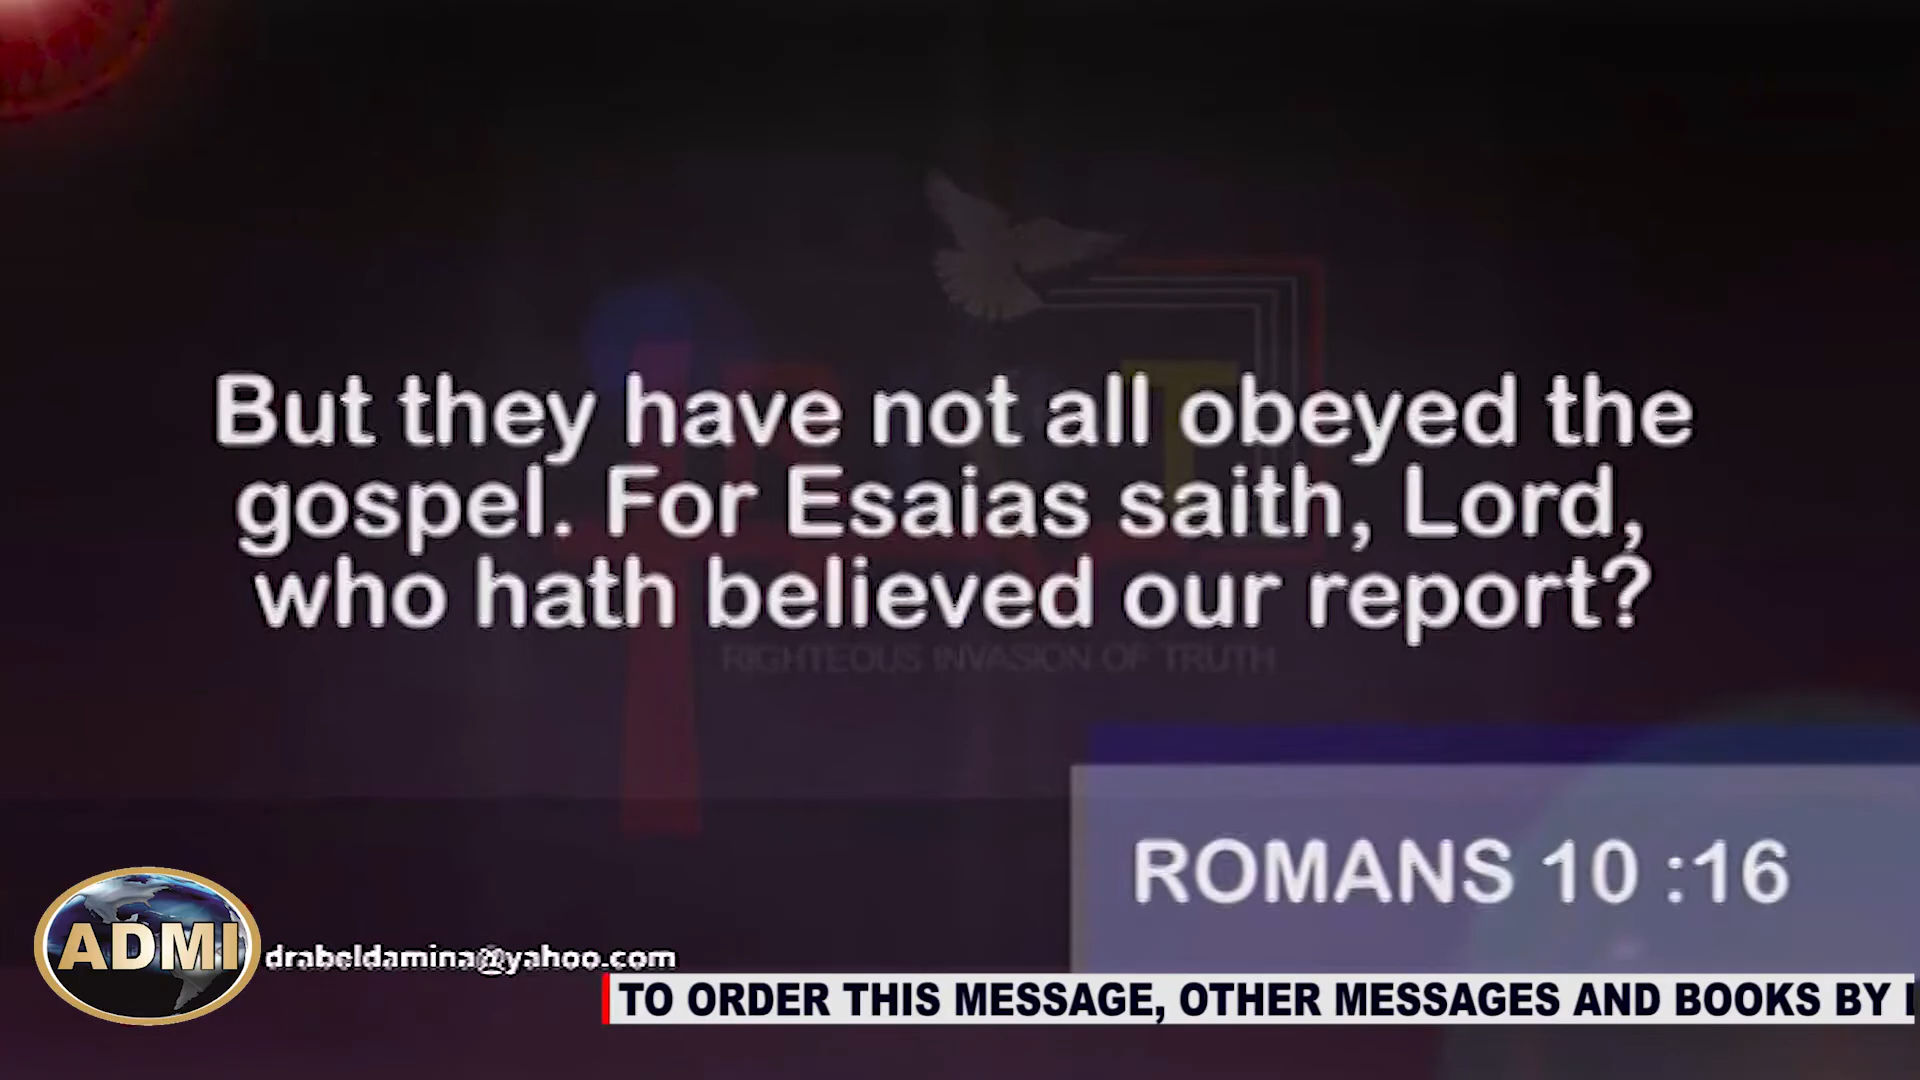 But they have not all obeyed the
gospel. For Esaias saith, Lord,
who hath believed our report?
RIGHTEOUS INVASION OF TRUTH
ROMANS 10 :16
ADMI
drabeldamina@yahoo.com
TO ORDER THIS MESSAGE, OTHER MESSAGES AND BOOKS BY